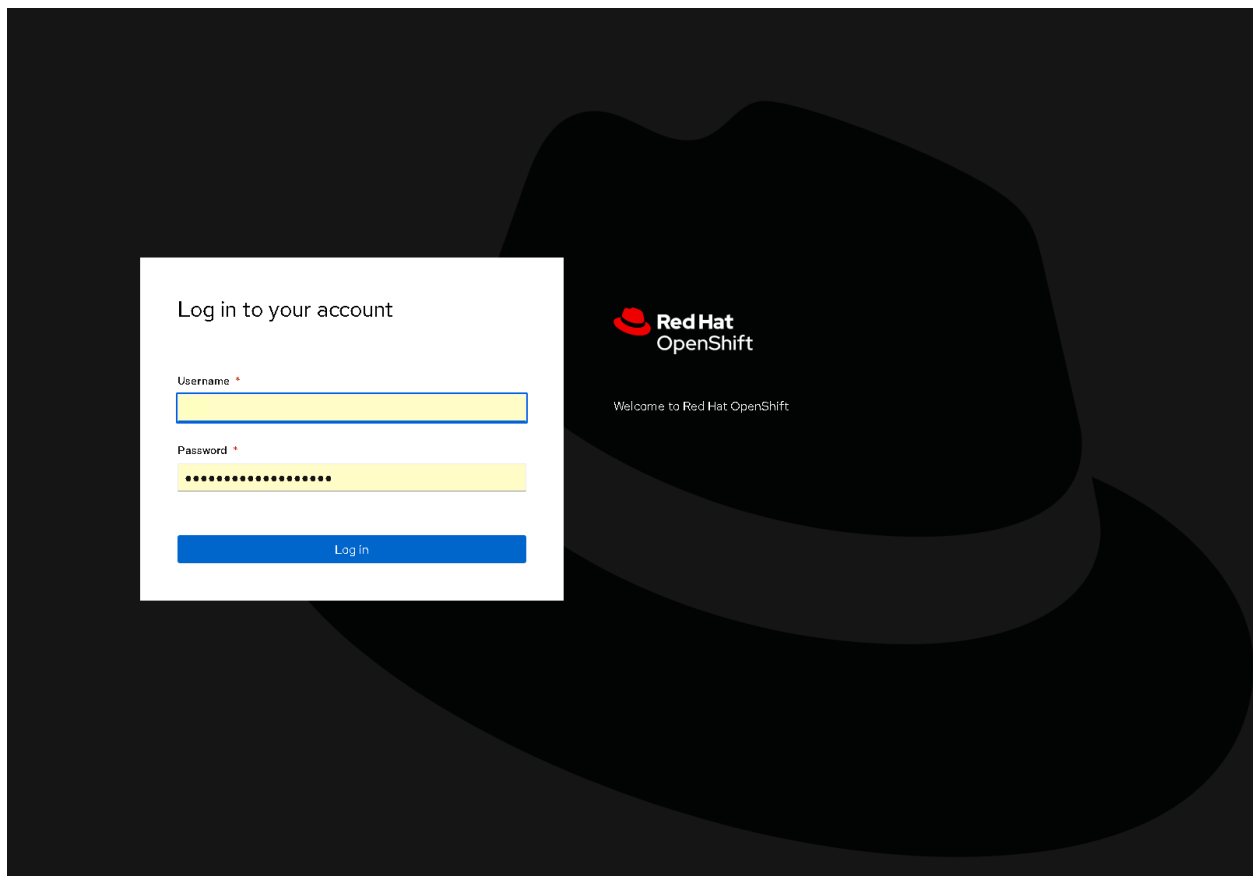 Log in to your account
Username *
Password *
•••••••••••••••••••
Log in
Red Hat
OpenShift
Welcome to Red Hat OpenShift